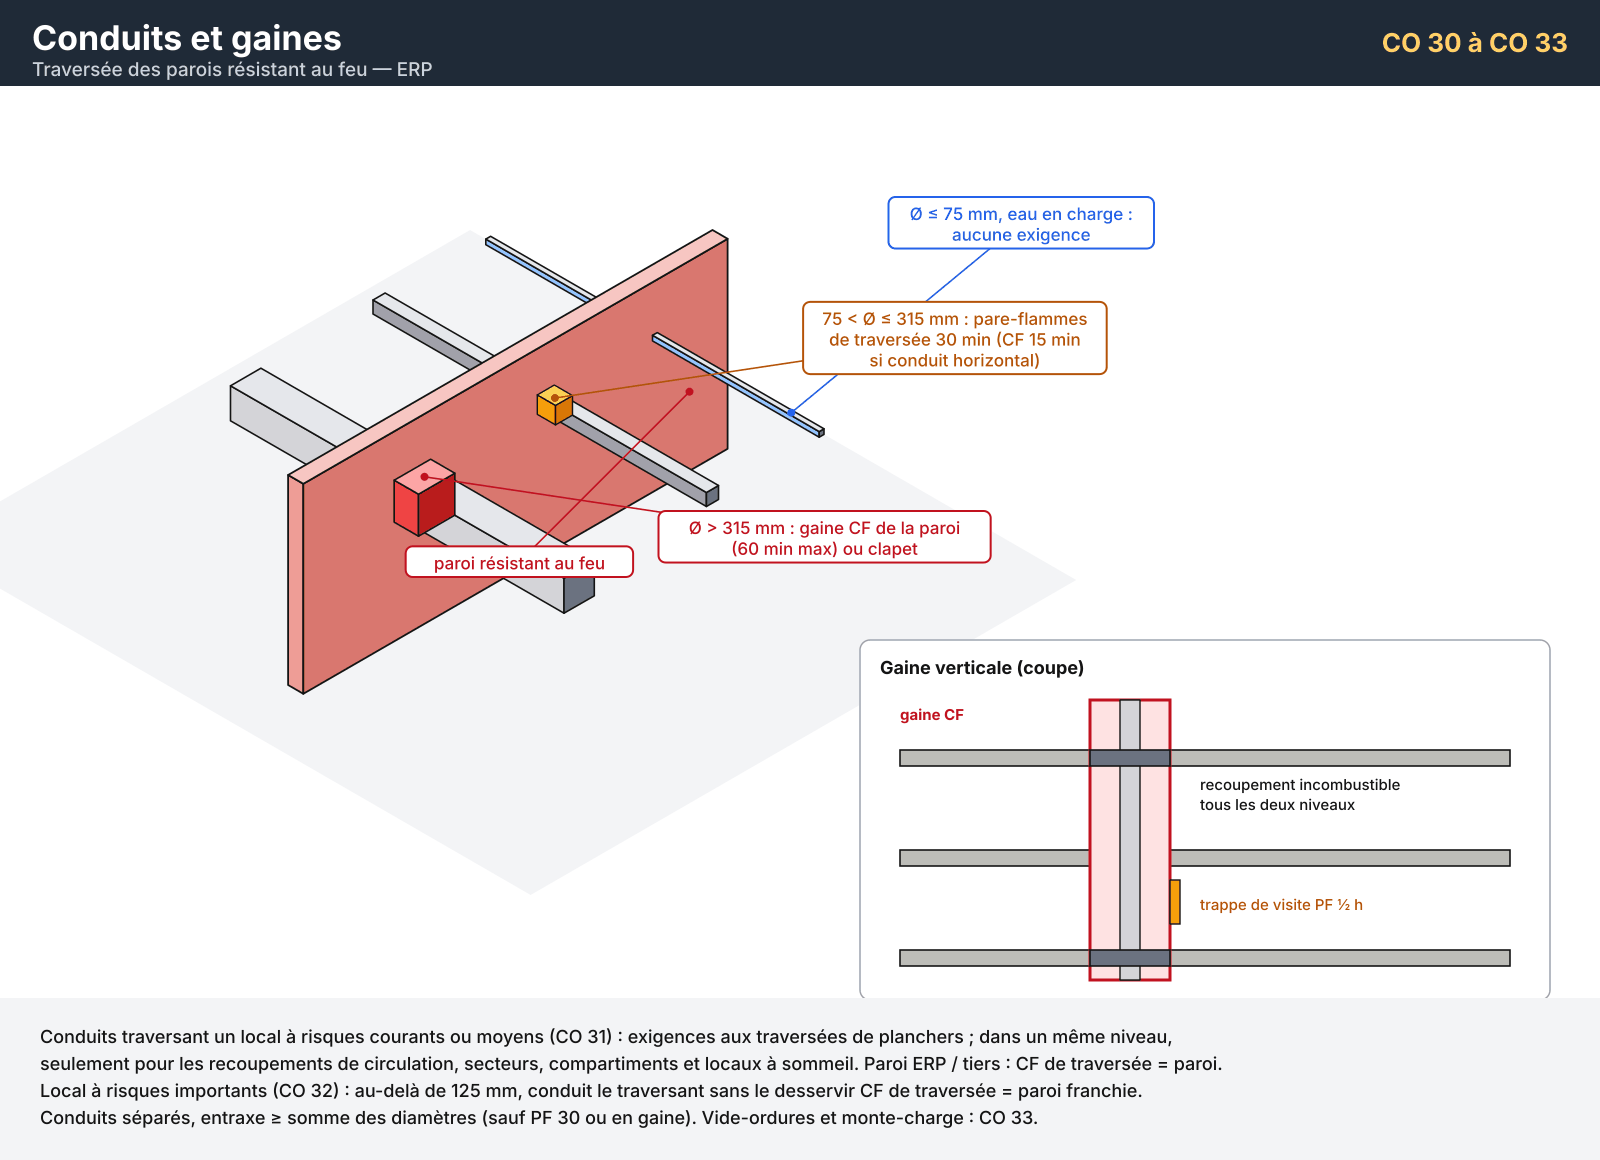 Conduits et gaines
CO 30 à CO 33
Traversée des parois résistant au feu — ERP
Ø ≤ 75 mm, eau en charge :
aucune exigence
75 < Ø ≤ 315 mm : pare-flammes
de traversée 30 min (CF 15 min
si conduit horizontal)
Ø > 315 mm : gaine CF de la paroi
(60 min max) ou clapet
paroi résistant au feu
Gaine verticale (coupe)
gaine CF
recoupement incombustible
tous les deux niveaux
trappe de visite PF ½ h
Conduits traversant un local à risques courants ou moyens (CO 31) : exigences aux traversées de planchers ; dans un même niveau,
seulement pour les recoupements de circulation, secteurs, compartiments et locaux à sommeil. Paroi ERP / tiers : CF de traversée = paroi.
Local à risques importants (CO 32) : au-delà de 125 mm, conduit le traversant sans le desservir CF de traversée = paroi franchie.
Conduits séparés, entraxe ≥ somme des diamètres (sauf PF 30 ou en gaine). Vide-ordures et monte-charge : CO 33.